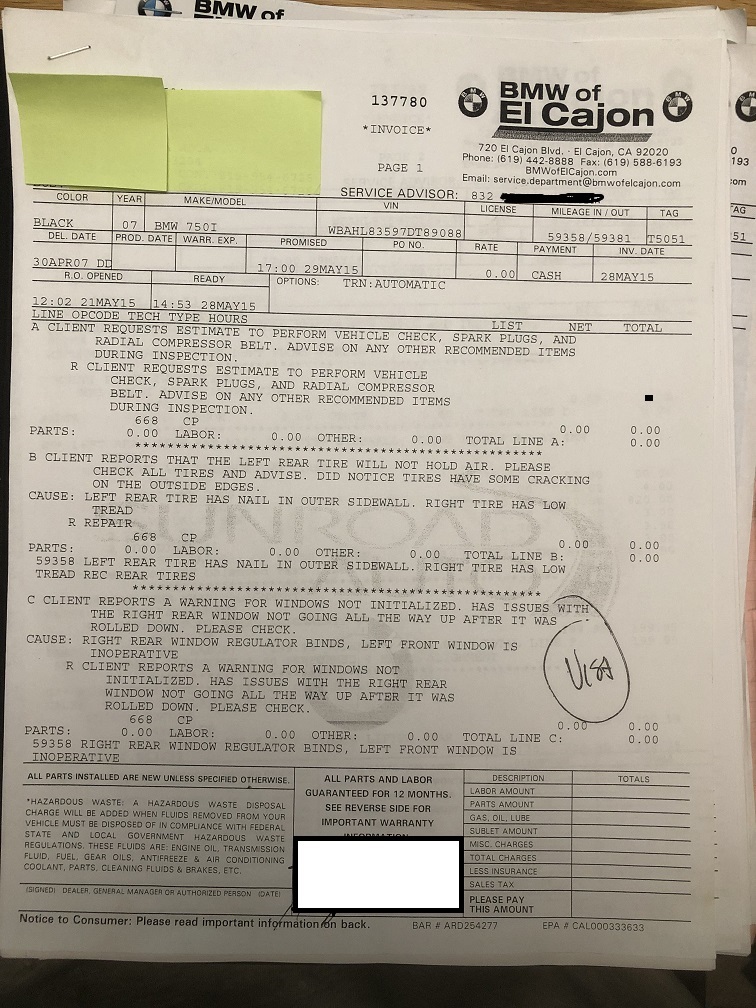 BMW of
137780
*INVOICE*
PAGE 1
BMW of
El Cajon
720 El Cajon Blvd. · El Cajon, CA 92020
Phone: (619) 442-8888 Fax: (619) 588-6193
BMWofElCajon.com
Email: service.department@bmwofelcajon.com
SERVICE ADVISOR: 832
COLOR YEAR MAKE/MODEL VIN LICENSE MILEAGE IN / OUT TAG
BLACK 07 BMW 750I WBAHL83597DT89088 59358/59381 T5051
DEL. DATE PROD. DATE WARR. EXP. PROMISED PO NO. RATE PAYMENT INV. DATE
30APR07 DD 17:00 29MAY15 0.00 CASH 28MAY15
R.O. OPENED READY OPTIONS: TRN:AUTOMATIC
12:02 21MAY15 14:53 28MAY15
LINE OPCODE TECH TYPE HOURS LIST NET TOTAL
A CLIENT REQUESTS ESTIMATE TO PERFORM VEHICLE CHECK, SPARK PLUGS, AND
RADIAL COMPRESSOR BELT. ADVISE ON ANY OTHER RECOMMENDED ITEMS
DURING INSPECTION.
R CLIENT REQUESTS ESTIMATE TO PERFORM VEHICLE
CHECK, SPARK PLUGS, AND RADIAL COMPRESSOR
BELT. ADVISE ON ANY OTHER RECOMMENDED ITEMS
DURING INSPECTION.
668 CP 0.00 0.00
PARTS: 0.00 LABOR: 0.00 OTHER: 0.00 TOTAL LINE A: 0.00
****************************************************
B CLIENT REPORTS THAT THE LEFT REAR TIRE WILL NOT HOLD AIR. PLEASE
CHECK ALL TIRES AND ADVISE. DID NOTICE TIRES HAVE SOME CRACKING
ON THE OUTSIDE EDGES.
CAUSE: LEFT REAR TIRE HAS NAIL IN OUTER SIDEWALL. RIGHT TIRE HAS LOW
TREAD
R REPAIR
668 CP 0.00 0.00
PARTS: 0.00 LABOR: 0.00 OTHER: 0.00 TOTAL LINE B: 0.00
59358 LEFT REAR TIRE HAS NAIL IN OUTER SIDEWALL. RIGHT TIRE HAS LOW
TREAD REC REAR TIRES
****************************************************
C CLIENT REPORTS A WARNING FOR WINDOWS NOT INITIALIZED. HAS ISSUES WITH
THE RIGHT REAR WINDOW NOT GOING ALL THE WAY UP AFTER IT WAS
ROLLED DOWN. PLEASE CHECK.
CAUSE: RIGHT REAR WINDOW REGULATOR BINDS, LEFT FRONT WINDOW IS
INOPERATIVE
R CLIENT REPORTS A WARNING FOR WINDOWS NOT
INITIALIZED. HAS ISSUES WITH THE RIGHT REAR
WINDOW NOT GOING ALL THE WAY UP AFTER IT WAS
ROLLED DOWN. PLEASE CHECK.
VISA
668 CP 0.00 0.00
PARTS: 0.00 LABOR: 0.00 OTHER: 0.00 TOTAL LINE C: 0.00
59358 RIGHT REAR WINDOW REGULATOR BINDS, LEFT FRONT WINDOW IS
INOPERATIVE
ALL PARTS INSTALLED ARE NEW UNLESS SPECIFIED OTHERWISE.
*HAZARDOUS WASTE: A HAZARDOUS WASTE DISPOSAL
CHARGE WILL BE ADDED WHEN FLUIDS REMOVED FROM YOUR
VEHICLE MUST BE DISPOSED OF IN COMPLIANCE WITH FEDERAL
STATE AND LOCAL GOVERNMENT HAZARDOUS WASTE
REGULATIONS. THESE FLUIDS ARE: ENGINE OIL, TRANSMISSION
FLUID, FUEL, GEAR OILS, ANTIFREEZE & AIR CONDITIONING
COOLANT, PARTS, CLEANING FLUIDS & BRAKES, ETC.
(SIGNED) DEALER, GENERAL MANAGER OR AUTHORIZED PERSON (DATE)
ALL PARTS AND LABOR
GUARANTEED FOR 12 MONTHS.
SEE REVERSE SIDE FOR
IMPORTANT WARRANTY
INFORMATION
DESCRIPTION TOTALS
LABOR AMOUNT
PARTS AMOUNT
GAS, OIL, LUBE
SUBLET AMOUNT
MISC. CHARGES
TOTAL CHARGES
LESS INSURANCE
SALES TAX
PLEASE PAY
THIS AMOUNT
Notice to Consumer: Please read important information on back.
BAR # ARD254277 EPA # CAL000333633